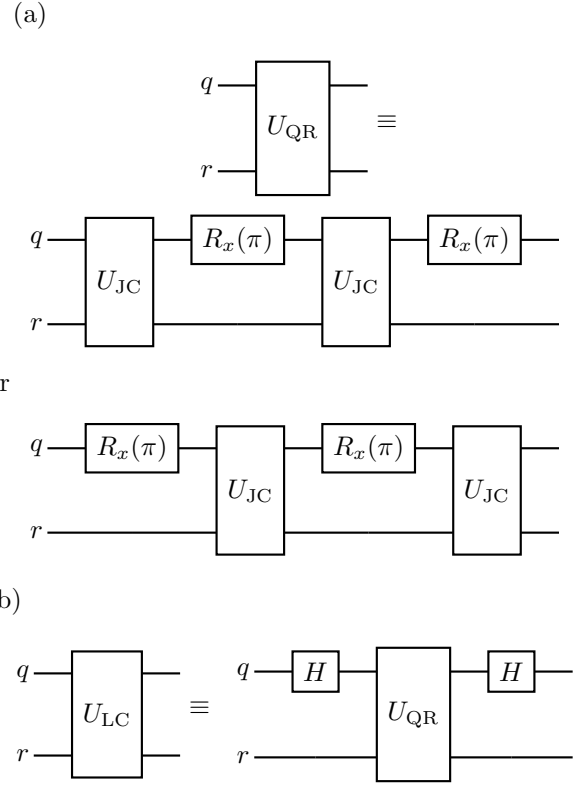 (a)
q
U_QR ≡
r
q R_x(π) R_x(π)
U_JC U_JC
r
r
q R_x(π) R_x(π)
U_JC U_JC
r
b)
q q H H
U_LC ≡ U_QR
r r